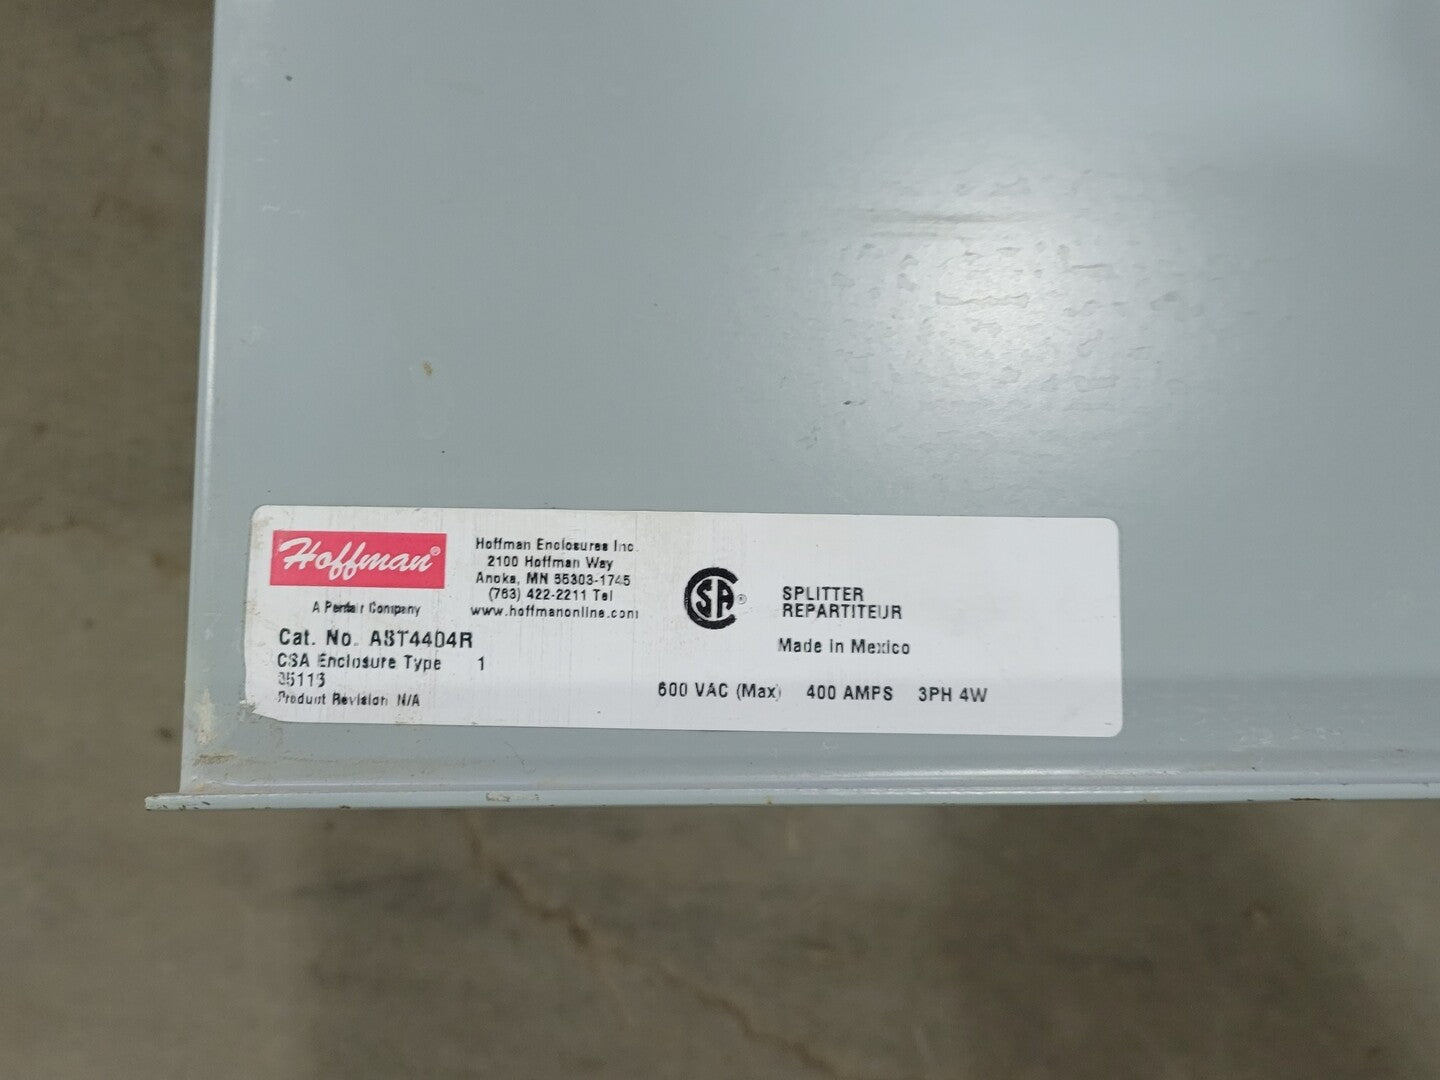 Hoffman®
A Pentair Company
Hoffman Enclosures Inc.
2100 Hoffman Way
Anoka, MN 55303-1745
(763) 422-2211 Tel
www.hoffmanonline.com
Cat. No. AST4404R
CSA Enclosure Type 1
35113
Product Revision N/A
CSA®
SPLITTER
REPARTITEUR
Made in Mexico
600 VAC (Max) 400 AMPS 3PH 4W